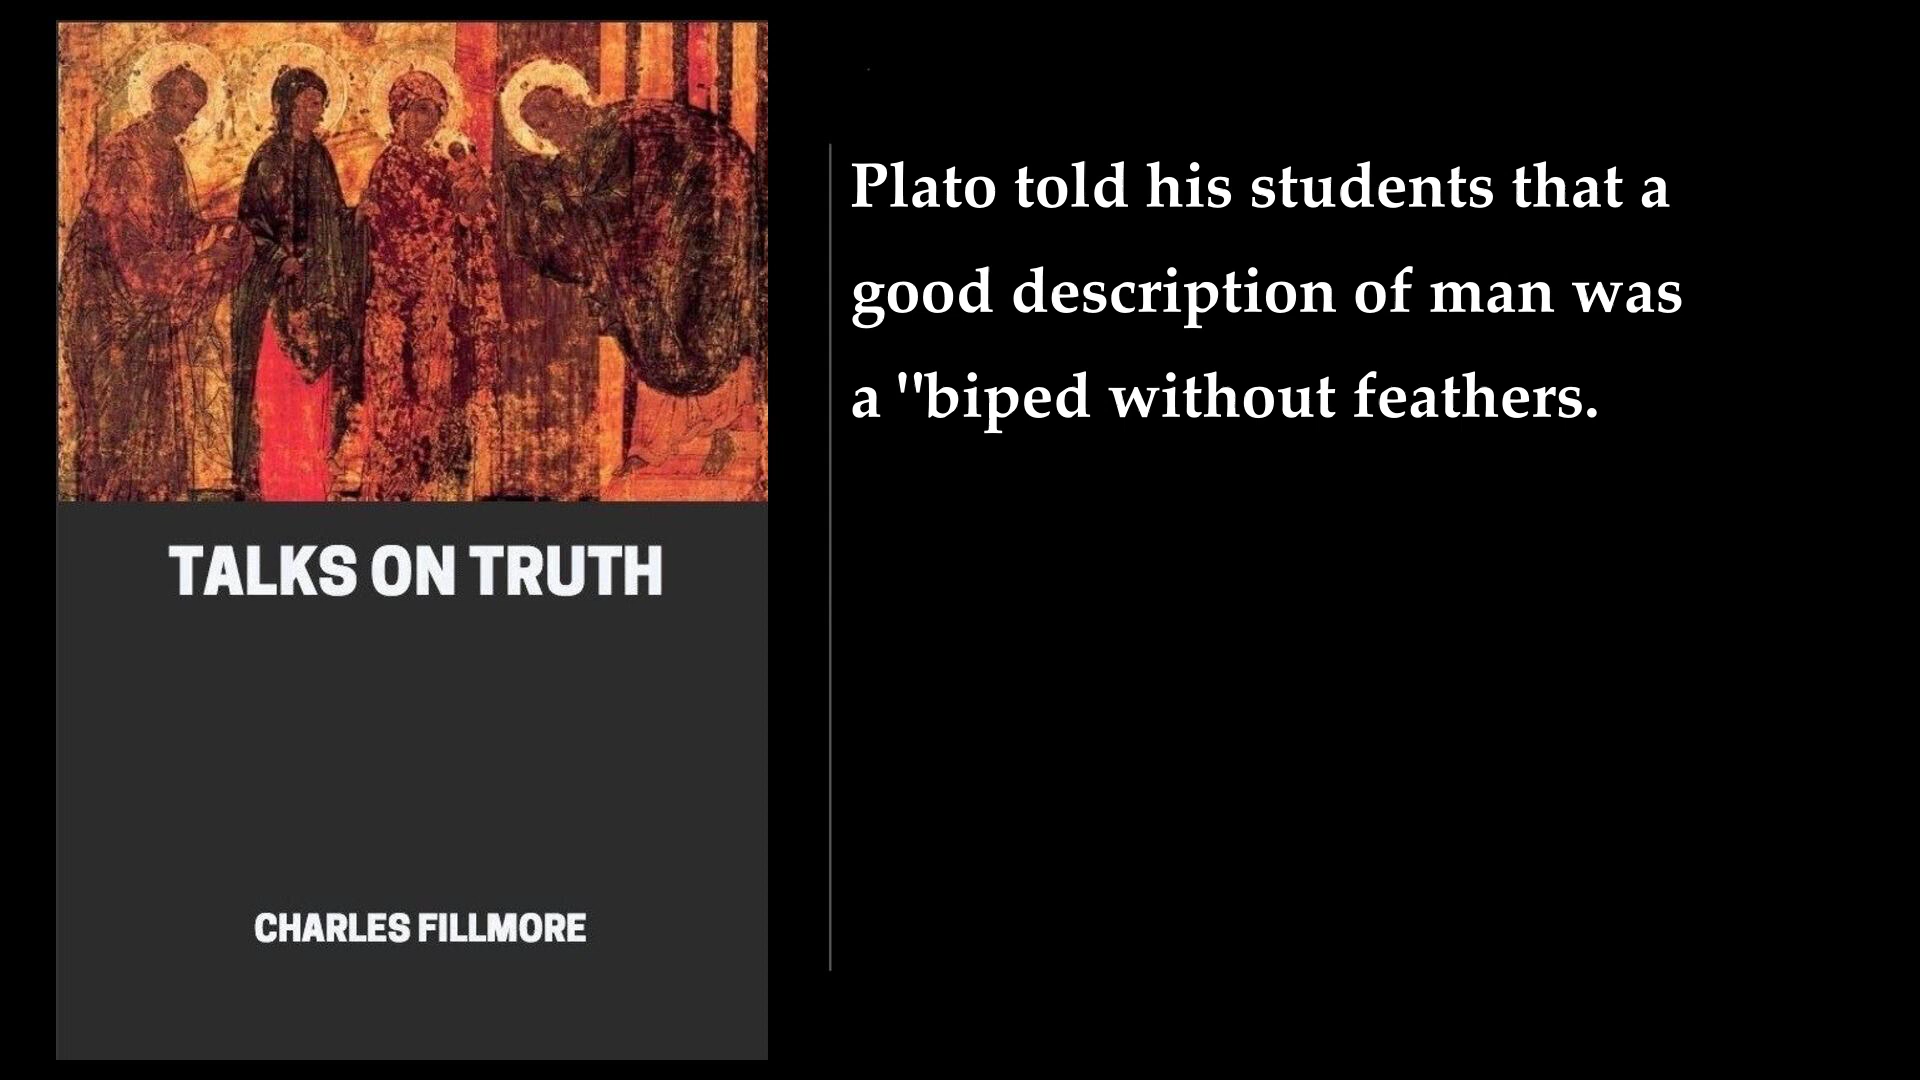 TALKS ON TRUTH
CHARLES FILLMORE
Plato told his students that a
good description of man was
a "biped without feathers.